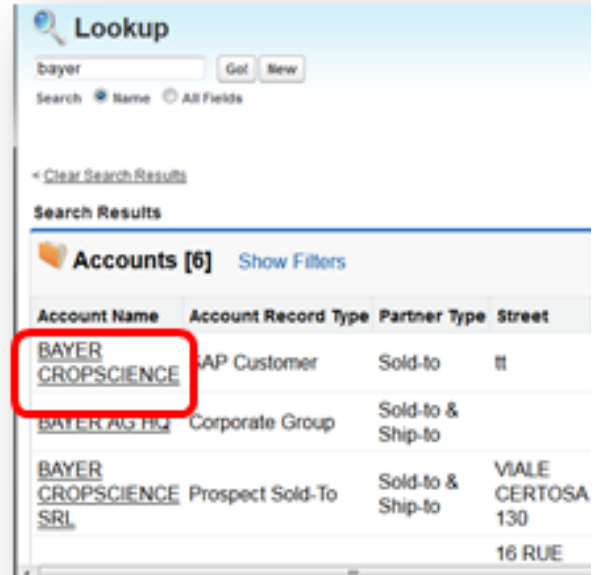 Lookup
bayer Go! New
Search Name All Fields
< Clear Search Results
Search Results
Accounts [6] Show Filters
Account Name Account Record Type Partner Type Street
BAYER
CROPSCIENCE SAP Customer Sold-to tt
BAYER AG HQ Corporate Group Sold-to &
Ship-to
BAYER
CROPSCIENCE
SRL Prospect Sold-To Sold-to &
Ship-to VIALE
CERTOSA
130
16 RUE